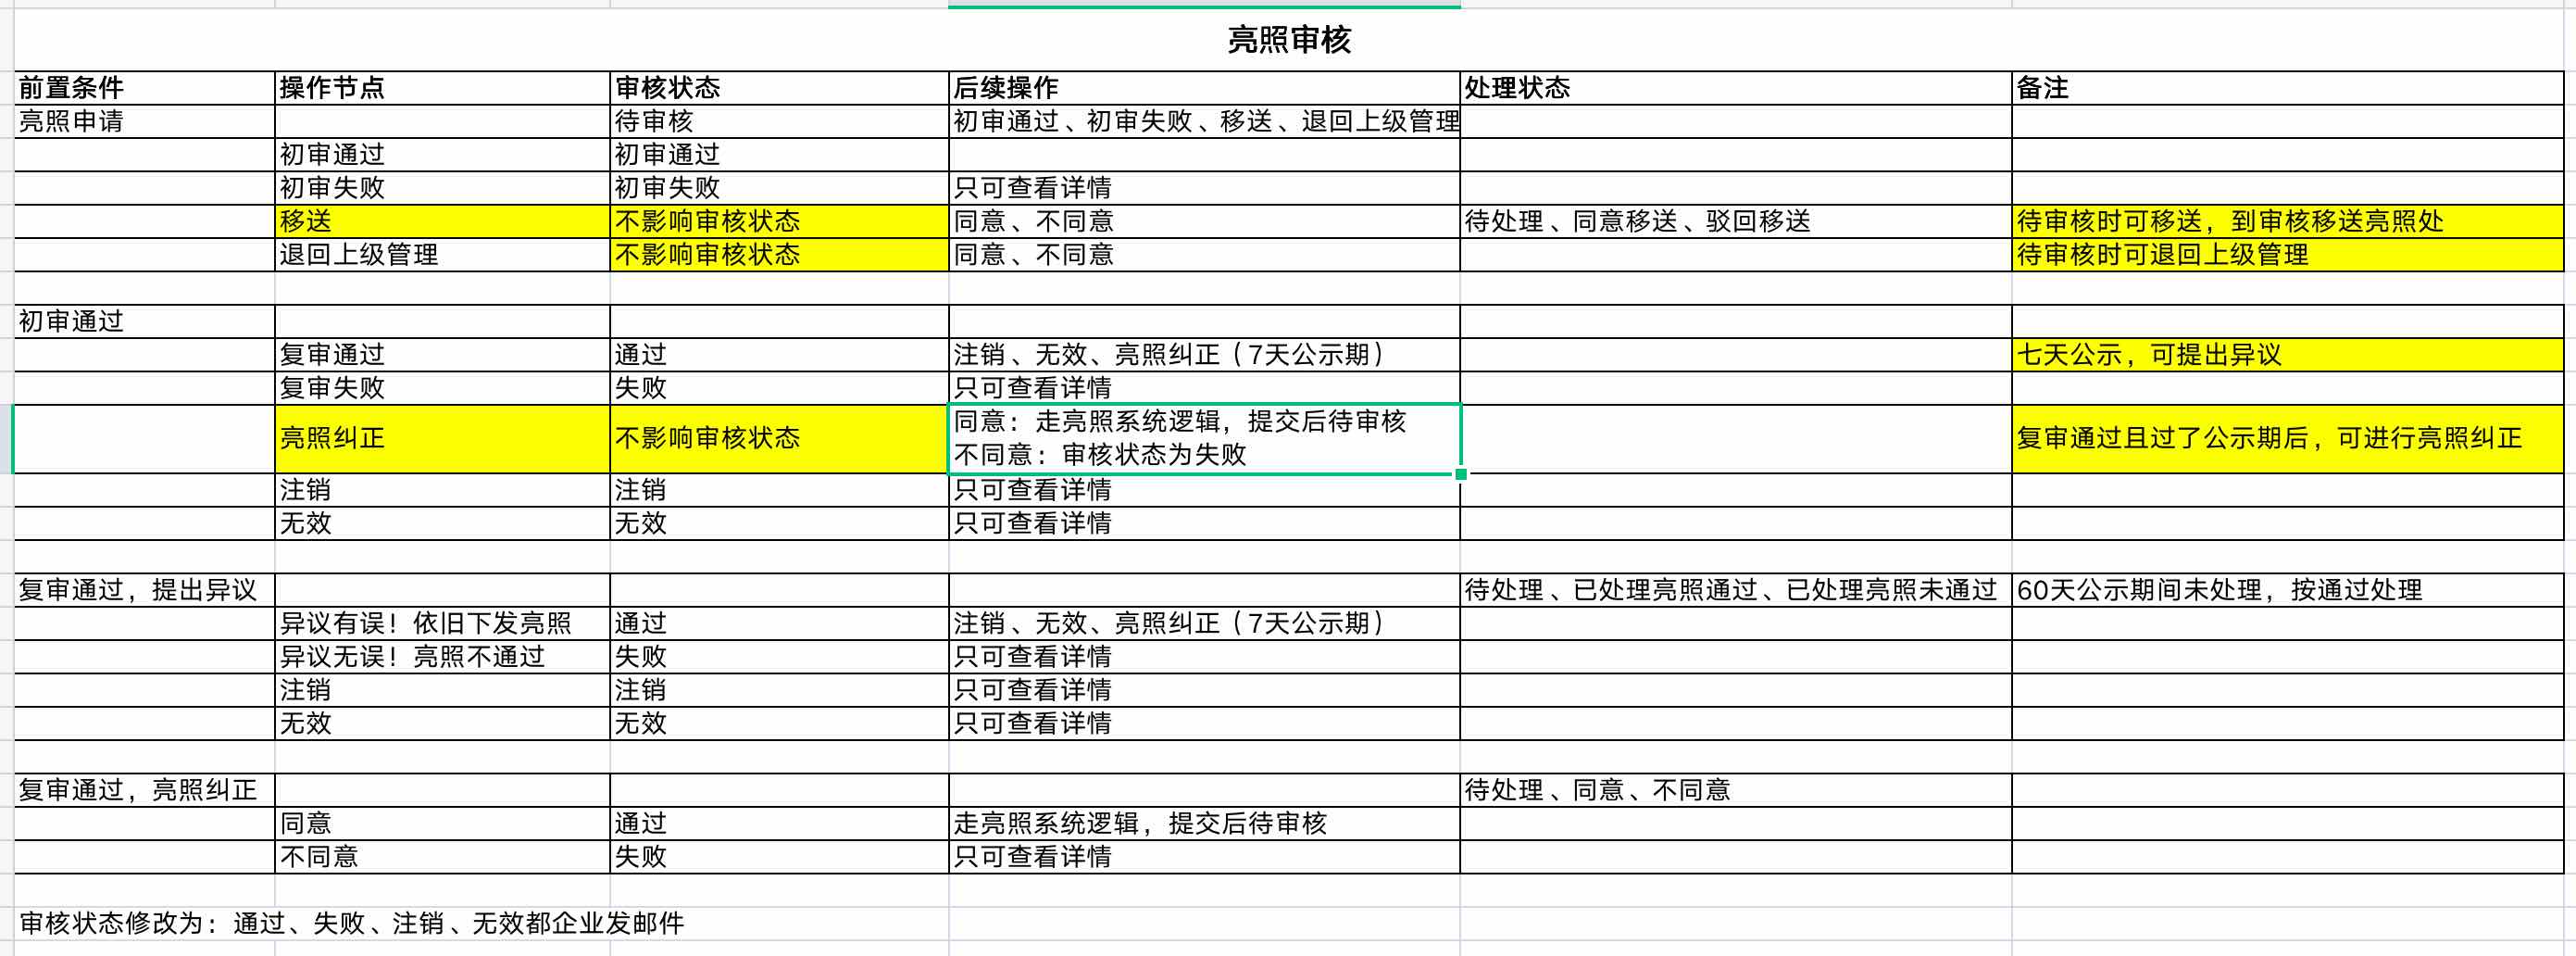 亮照审核
前置条件 操作节点 审核状态 后续操作 处理状态 备注
亮照申请 待审核 初审通过、初审失败、移送、退回上级管理
初审通过 初审通过
初审失败 初审失败 只可查看详情
移送 不影响审核状态 同意、不同意 待处理、同意移送、驳回移送 待审核时可移送，到审核移送亮照处
退回上级管理 不影响审核状态 同意、不同意 待审核时可退回上级管理
初审通过
复审通过 通过 注销、无效、亮照纠正（7天公示期） 七天公示，可提出异议
复审失败 失败 只可查看详情
亮照纠正 不影响审核状态 同意：走亮照系统逻辑，提交后待审核 复审通过且过了公示期后，可进行亮照纠正
不同意：审核状态为失败
注销 注销 只可查看详情
无效 无效 只可查看详情
复审通过，提出异议 待处理、已处理亮照通过、已处理亮照未通过 60天公示期间未处理，按通过处理
异议有误！依旧下发亮照 通过 注销、无效、亮照纠正（7天公示期）
异议无误！亮照不通过 失败 只可查看详情
注销 注销 只可查看详情
无效 无效 只可查看详情
复审通过，亮照纠正 待处理、同意、不同意
同意 通过 走亮照系统逻辑，提交后待审核
不同意 失败 只可查看详情
审核状态修改为：通过、失败、注销、无效都企业发邮件